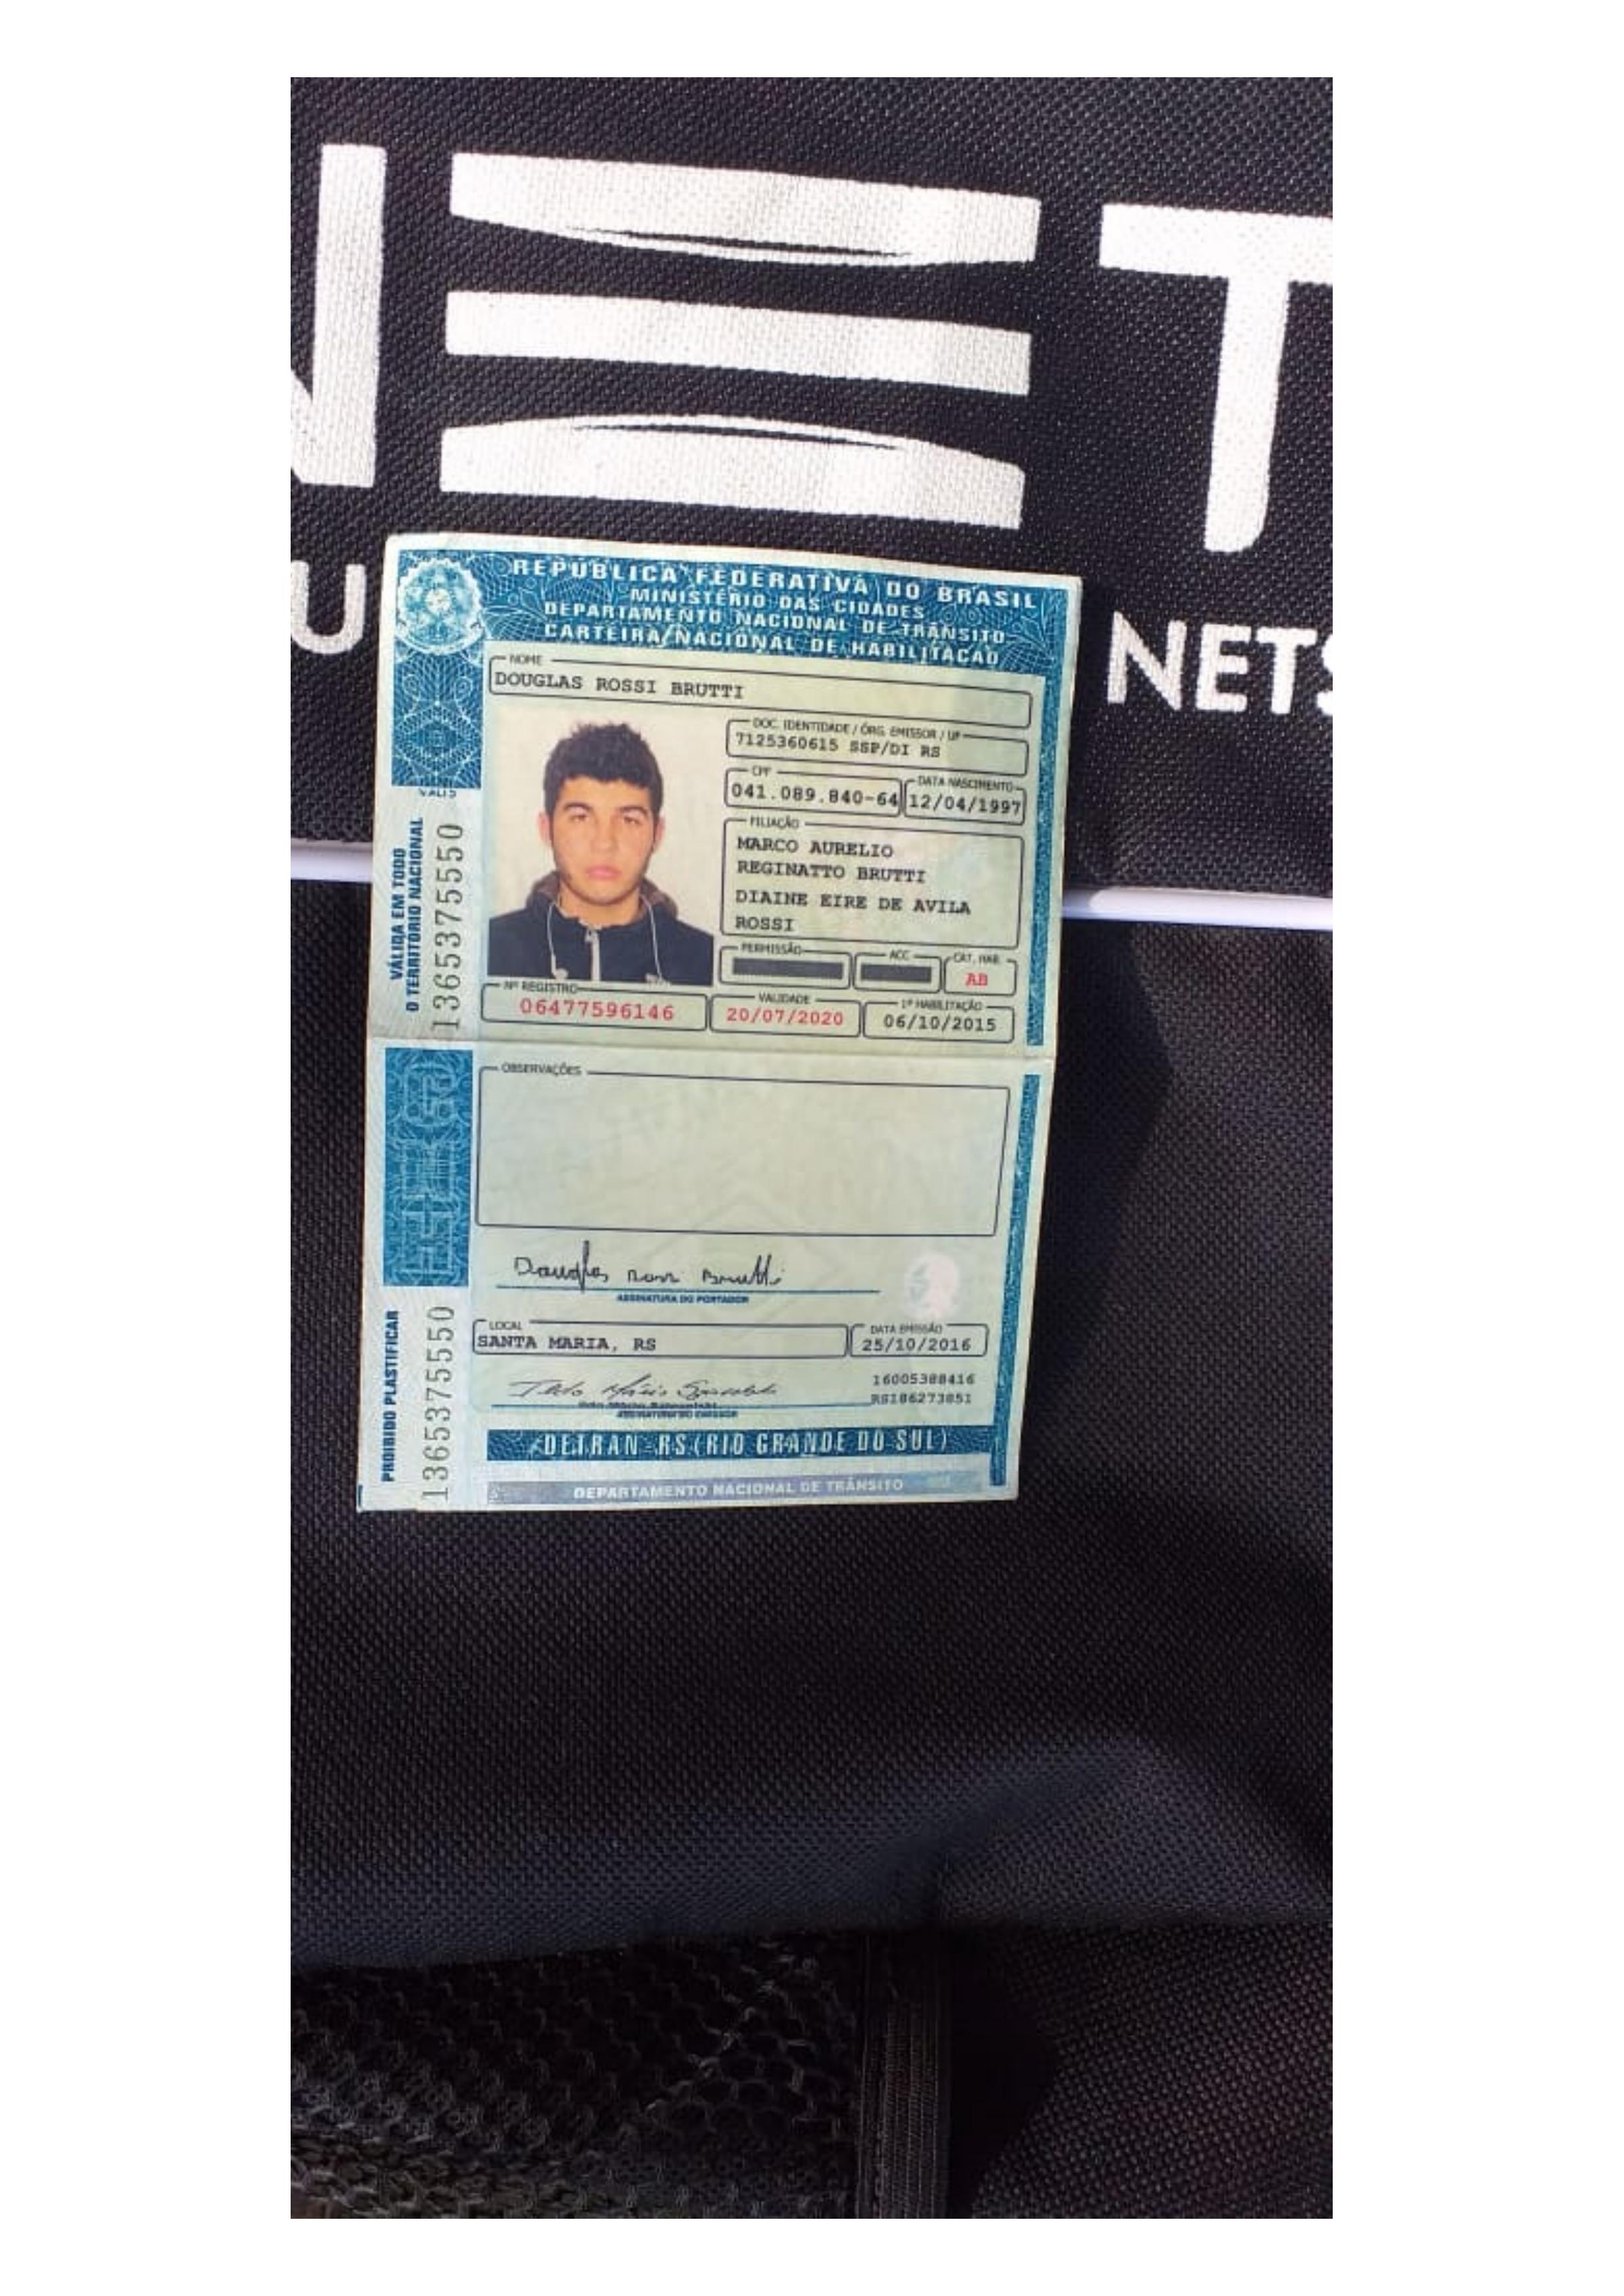 NET
U
NETS
REPÚBLICA FEDERATIVA DO BRASIL
MINISTÉRIO DAS CIDADES
DEPARTAMENTO NACIONAL DE TRÂNSITO
CARTEIRA NACIONAL DE HABILITAÇÃO
NOME
DOUGLAS ROSSI BRUTTI
DOC. IDENTIDADE / ÓRG. EMISSOR / UF
7125360615 SSP/DI RS
CPF
041.089.840-64
DATA NASCIMENTO
12/04/1997
FILIAÇÃO
MARCO AURELIO
REGINATTO BRUTTI
DIAINE EIRE DE AVILA
ROSSI
PERMISSÃO
ACC
CAT. HAB.
AB
Nº REGISTRO
06477596146
VALIDADE
20/07/2020
1ª HABILITAÇÃO
06/10/2015
VÁLIDA EM TODO
O TERRITÓRIO NACIONAL
1365375550
OBSERVAÇÕES
Douglas Rossi Brutti
ASSINATURA DO PORTADOR
LOCAL
SANTA MARIA, RS
DATA EMISSÃO
25/10/2016
16005388416
RS186273851
ASSINATURA DO EMISSOR
PROIBIDO PLASTIFICAR
1365375550
DETRAN-RS (RIO GRANDE DO SUL)
DEPARTAMENTO NACIONAL DE TRÂNSITO